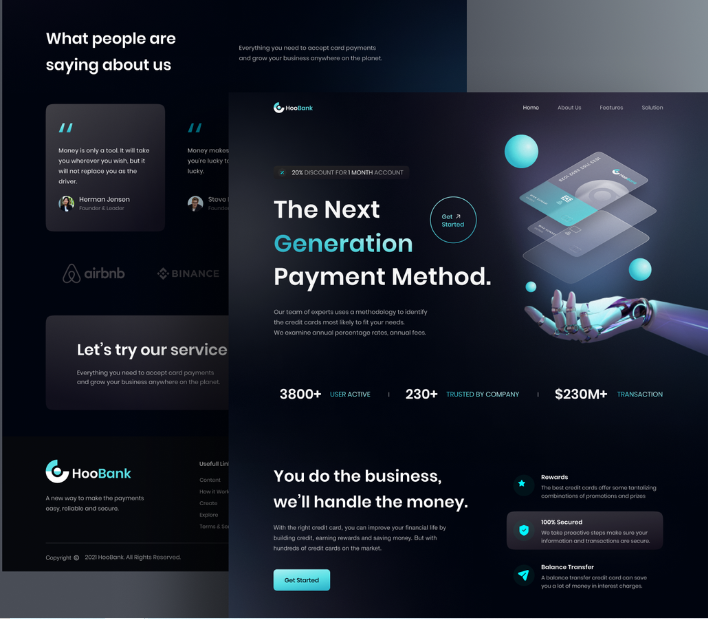 What people are
saying about us
Everything you need to accept card payments
and grow your business anywhere on the planet.
Money is only a tool. It will take
you wherever you wish, but it
will not replace you as the
driver.
Herman Jensen
Founder & Leader
Money makes
you're lucky to
lucky.
Steve
Founder
airbnb
BINANCE
Let's try our service
Everything you need to accept card payments
and grow your business anywhere on the planet.
HooBank
A new way to make the payments
easy, reliable and secure.
Usefull Lin
Content
How it Work
Create
Explore
Terms & Se
Copyright © 2021 HooBank. All Rights Reserved.
HooBank
Home
About Us
Features
Solution
20% DISCOUNT FOR 1 MONTH ACCOUNT
The Next
Generation
Payment Method.
Get
Started
HooBank
Our team of experts uses a methodology to identify
the credit cards most likely to fit your needs.
We examine annual percentage rates, annual fees.
3800+ USER ACTIVE
230+ TRUSTED BY COMPANY
$230M+ TRANSACTION
You do the business,
we'll handle the money.
With the right credit card, you can improve your financial life by
building credit, earning rewards and saving money. But with
hundreds of credit cards on the market.
Get Started
Rewards
The best credit cards offer some tantalizing
combinations of promotions and prizes
100% Secured
We take proactive steps make sure your
information and transactions are secure.
Balance Transfer
A balance transfer credit card can save
you a lot of money in interest charges.